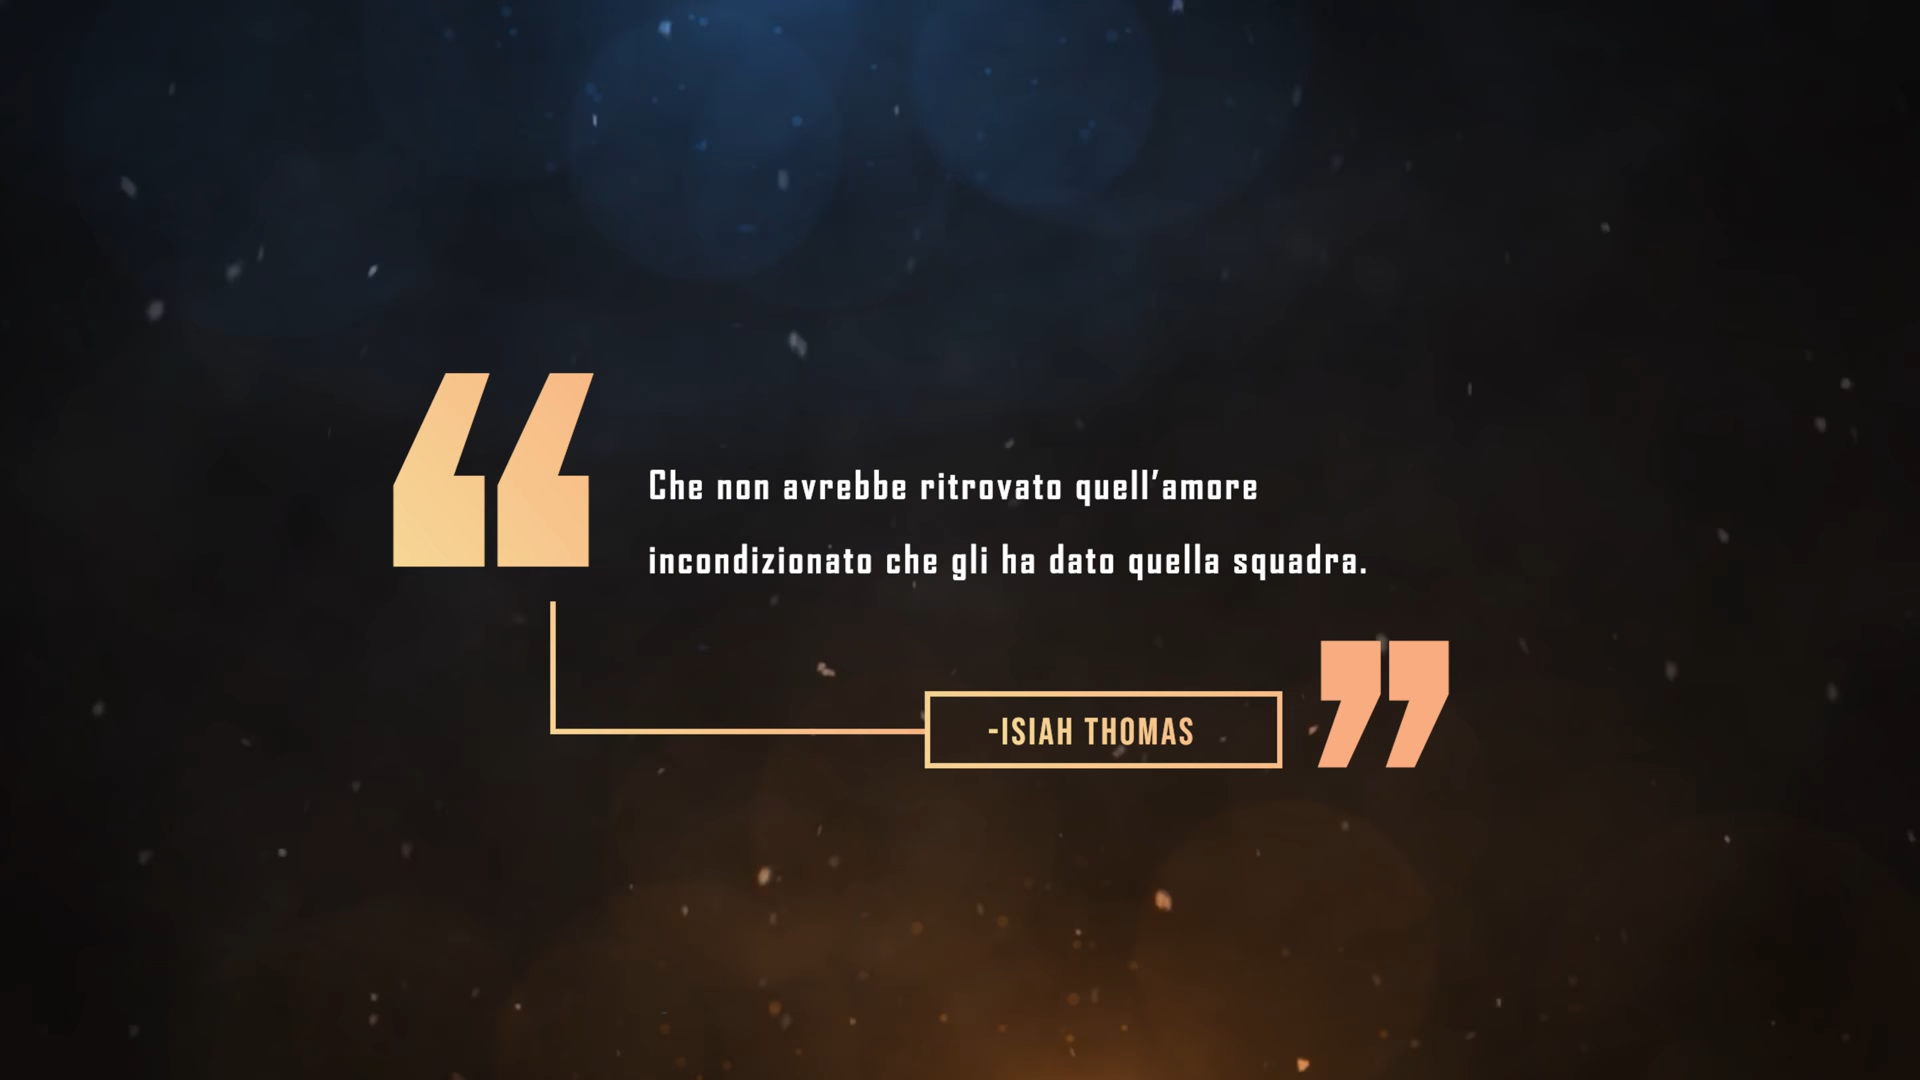 Che non avrebbe ritrovato quell'amore
incondizionato che gli ha dato quella squadra.
-ISIAH THOMAS